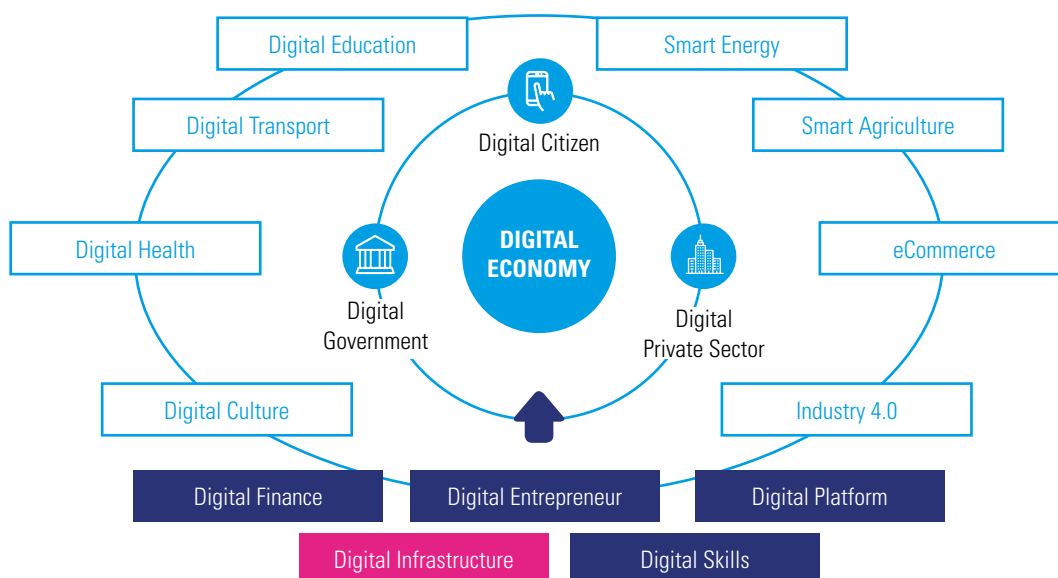 Digital Education
Smart Energy
Digital Transport
Digital Citizen
Smart Agriculture
Digital Health
DIGITAL
ECONOMY
eCommerce
Digital
Government
Digital
Private Sector
Digital Culture
Industry 4.0
Digital Finance
Digital Entrepreneur
Digital Platform
Digital Infrastructure
Digital Skills